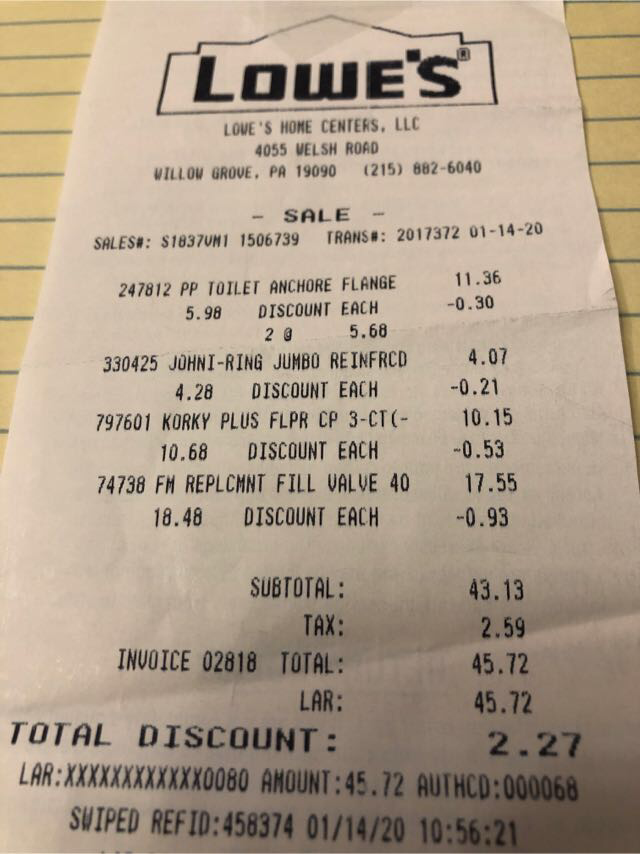 LOWE'S®
LOWE'S HOME CENTERS, LLC
4055 WELSH ROAD
WILLOW GROVE, PA 19090 (215) 882-6040
- SALE -
SALES#: S1837VM1 1506739 TRANS#: 2017372 01-14-20
247812 PP TOILET ANCHORE FLANGE 11.36
5.98 DISCOUNT EACH -0.30
2 @ 5.68
330425 JOHNI-RING JUMBO REINFRCD 4.07
4.28 DISCOUNT EACH -0.21
797601 KORKY PLUS FLPR CP 3-CT(- 10.15
10.68 DISCOUNT EACH -0.53
74738 FM REPLCMNT FILL VALVE 40 17.55
18.48 DISCOUNT EACH -0.93
SUBTOTAL: 43.13
TAX: 2.59
INVOICE 02818 TOTAL: 45.72
LAR: 45.72
TOTAL DISCOUNT: 2.27
LAR:XXXXXXXXXXXX0080 AMOUNT:45.72 AUTHCD:000068
SWIPED REFID:458374 01/14/20 10:56:21